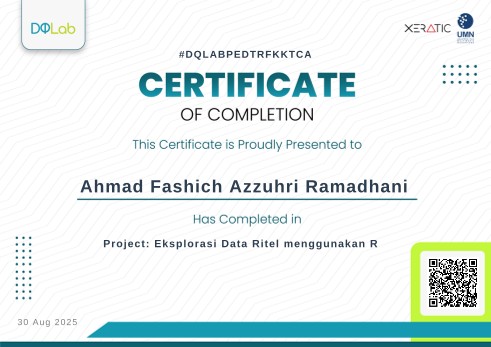 DQLab
XERATIC
UMN
#DQLABPEDTRFKKTCA
CERTIFICATE
OF COMPLETION
This Certificate is Proudly Presented to
Ahmad Fashich Azzuhri Ramadhani
Has Completed in
Project: Eksplorasi Data Ritel menggunakan R
30 Aug 2025